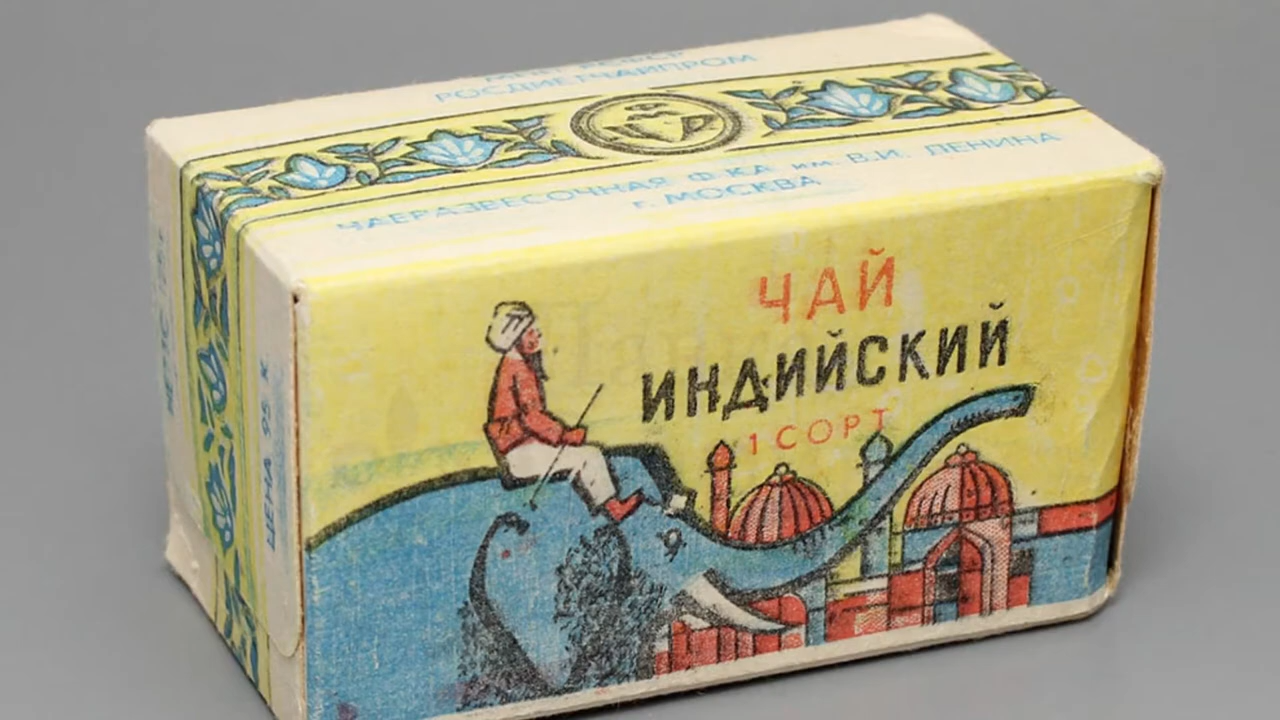 РОСДИЕТЧАЙПРОМ
ЧАЕРАЗВЕСОЧНАЯ Ф-КА им. В.И. ЛЕНИНА
г. МОСКВА
ЧАЙ
ИНДИЙСКИЙ
1 СОРТ
ЦЕНА 95 К.